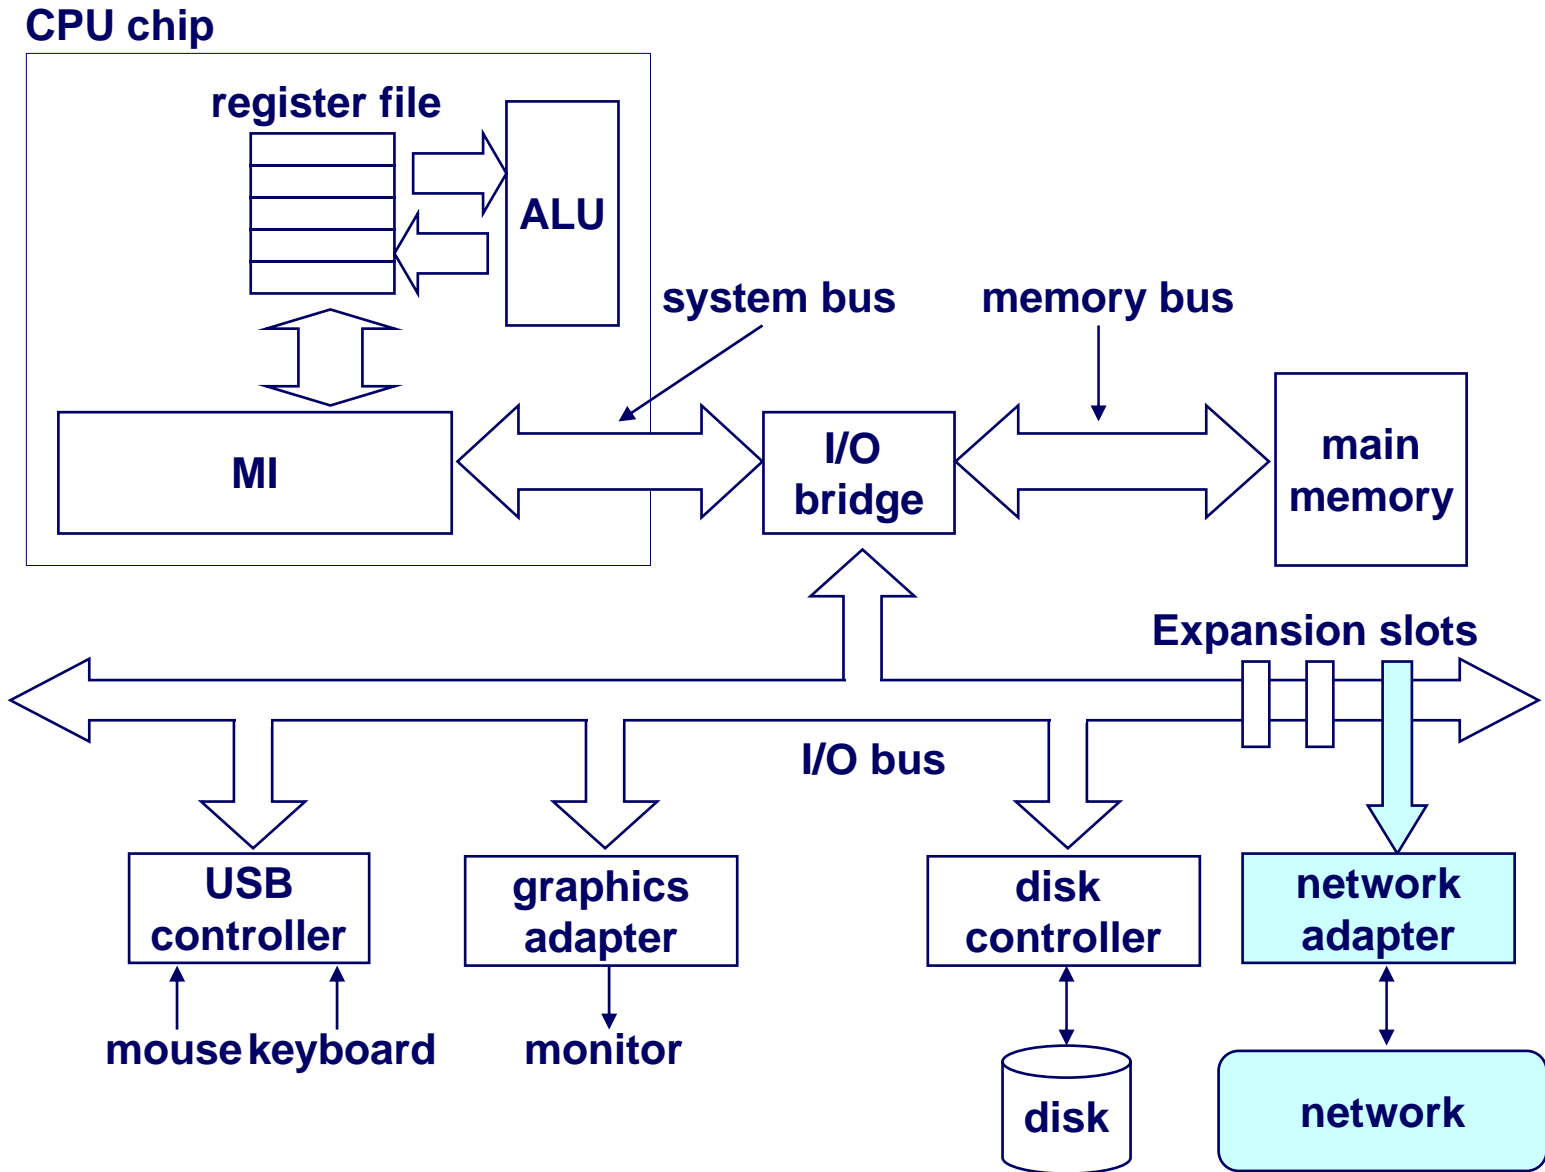 CPU chip
register file
ALU
system bus
memory bus
MI
I/O
bridge
main
memory
Expansion slots
I/O bus
USB
controller
graphics
adapter
disk
controller
network
adapter
mouse keyboard
monitor
disk
network